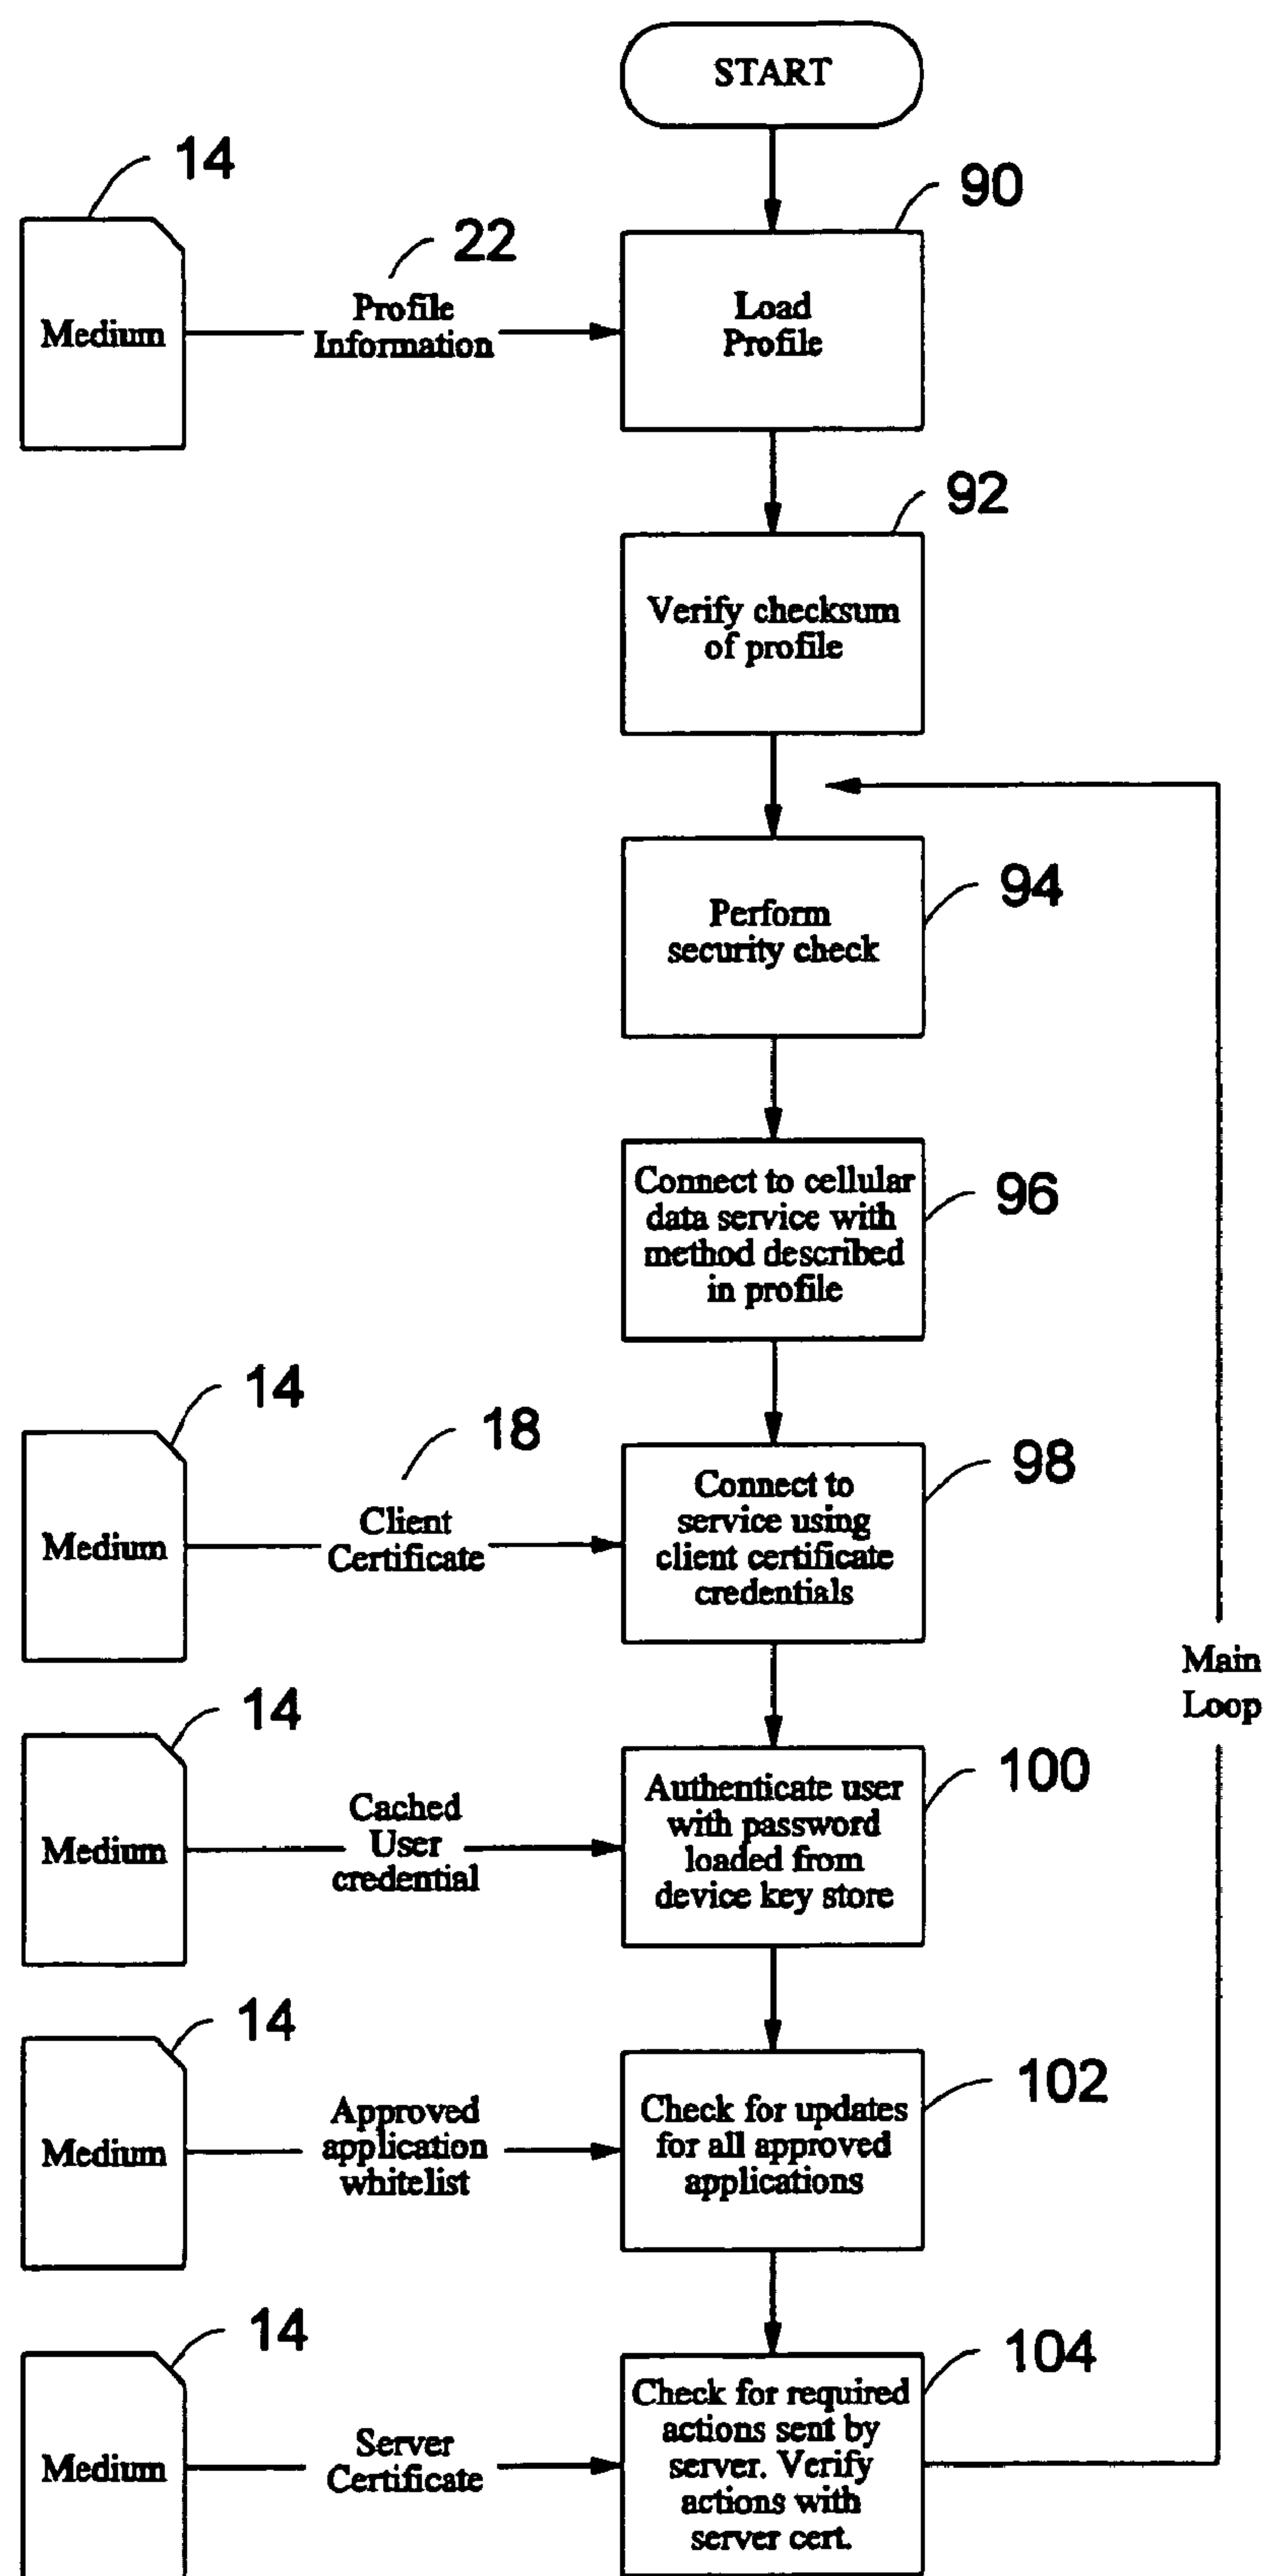 START
14
90
22
Medium
Profile
Information
Load
Profile
92
Verify checksum
of profile
94
Perform
security check
96
Connect to cellular
data service with
method described
in profile
14
18
98
Medium
Client
Certificate
Connect to
service using
client certificate
credentials
Main
Loop
14
100
Medium
Cached
User
credential
Authenticate user
with password
loaded from
device key store
14
102
Medium
Approved
application
whitelist
Check for updates
for all approved
applications
14
104
Medium
Server
Certificate
Check for required
actions sent by
server. Verify
actions with
server cert.